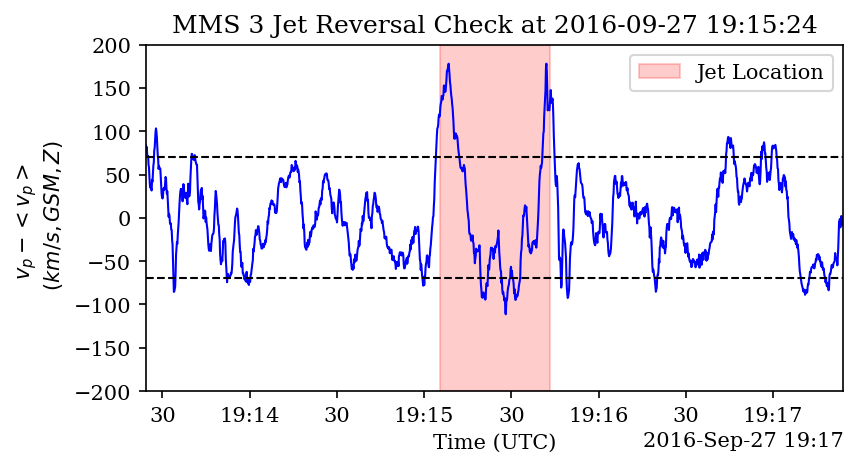 MMS 3 Jet Reversal Check at 2016-09-27 19:15:24
200
150
100
50
0
−50
−100
−150
−200
v_p − < v_p >
(km/s, GSM, Z)
Jet Location
30 19:14 30 19:15 30 19:16 30 19:17
Time (UTC)
2016-Sep-27 19:17